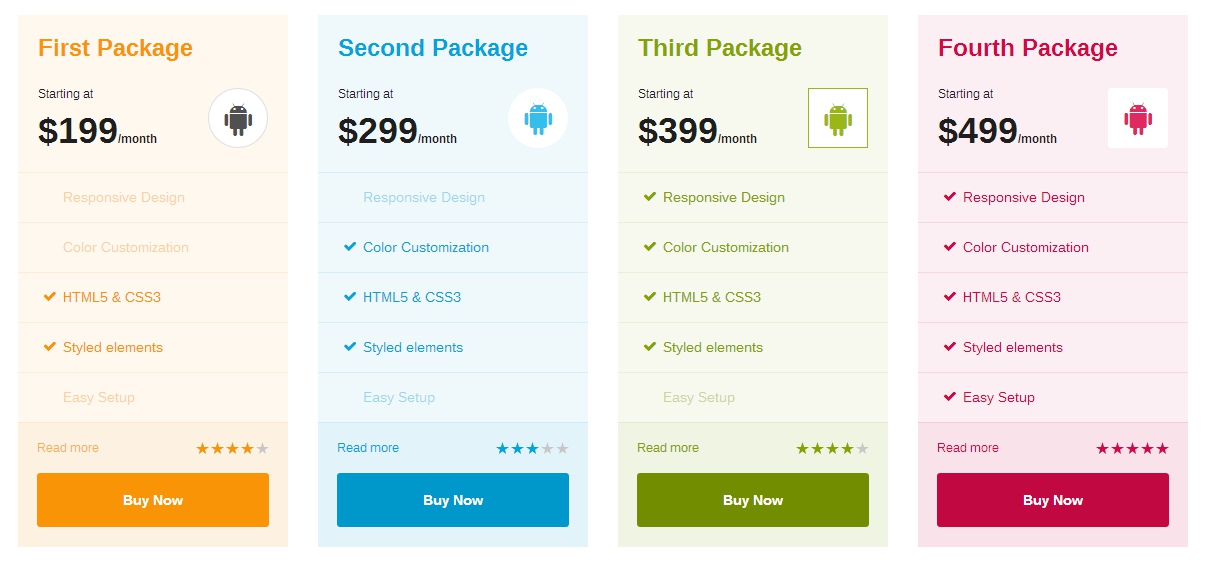 First Package
Starting at
$199/month
Responsive Design
Color Customization
HTML5 & CSS3
Styled elements
Easy Setup
Read more
Buy Now
Second Package
Starting at
$299/month
Responsive Design
Color Customization
HTML5 & CSS3
Styled elements
Easy Setup
Read more
Buy Now
Third Package
Starting at
$399/month
Responsive Design
Color Customization
HTML5 & CSS3
Styled elements
Easy Setup
Read more
Buy Now
Fourth Package
Starting at
$499/month
Responsive Design
Color Customization
HTML5 & CSS3
Styled elements
Easy Setup
Read more
Buy Now